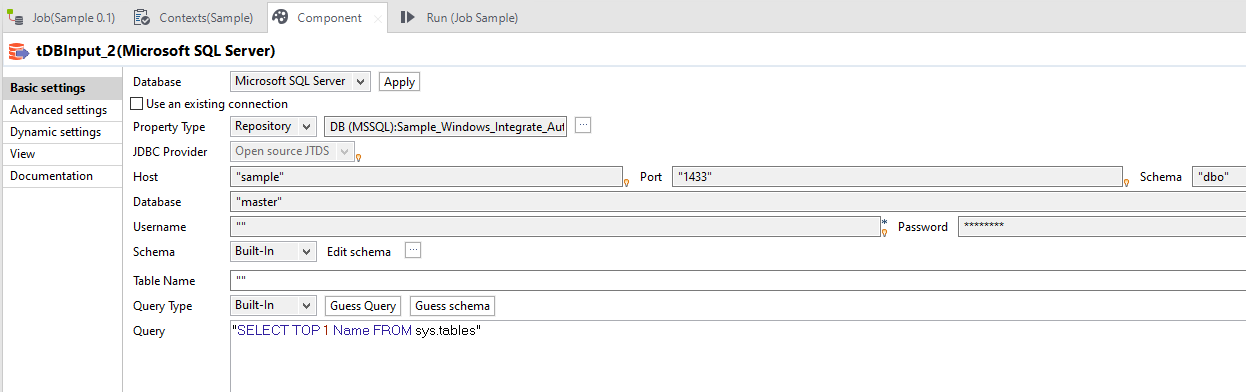 Job(Sample 0.1) Contexts(Sample) Component Run (Job Sample)
tDBInput_2(Microsoft SQL Server)
Basic settings
Advanced settings
Dynamic settings
View
Documentation
Database Microsoft SQL Server Apply
Use an existing connection
Property Type Repository DB (MSSQL):Sample_Windows_Integrate_Aut ...
JDBC Provider Open source JTDS
Host "sample" Port "1433" Schema "dbo"
Database "master"
Username "" * Password ********
Schema Built-In Edit schema ...
Table Name ""
Query Type Built-In Guess Query Guess schema
Query "SELECT TOP 1 Name FROM sys.tables"